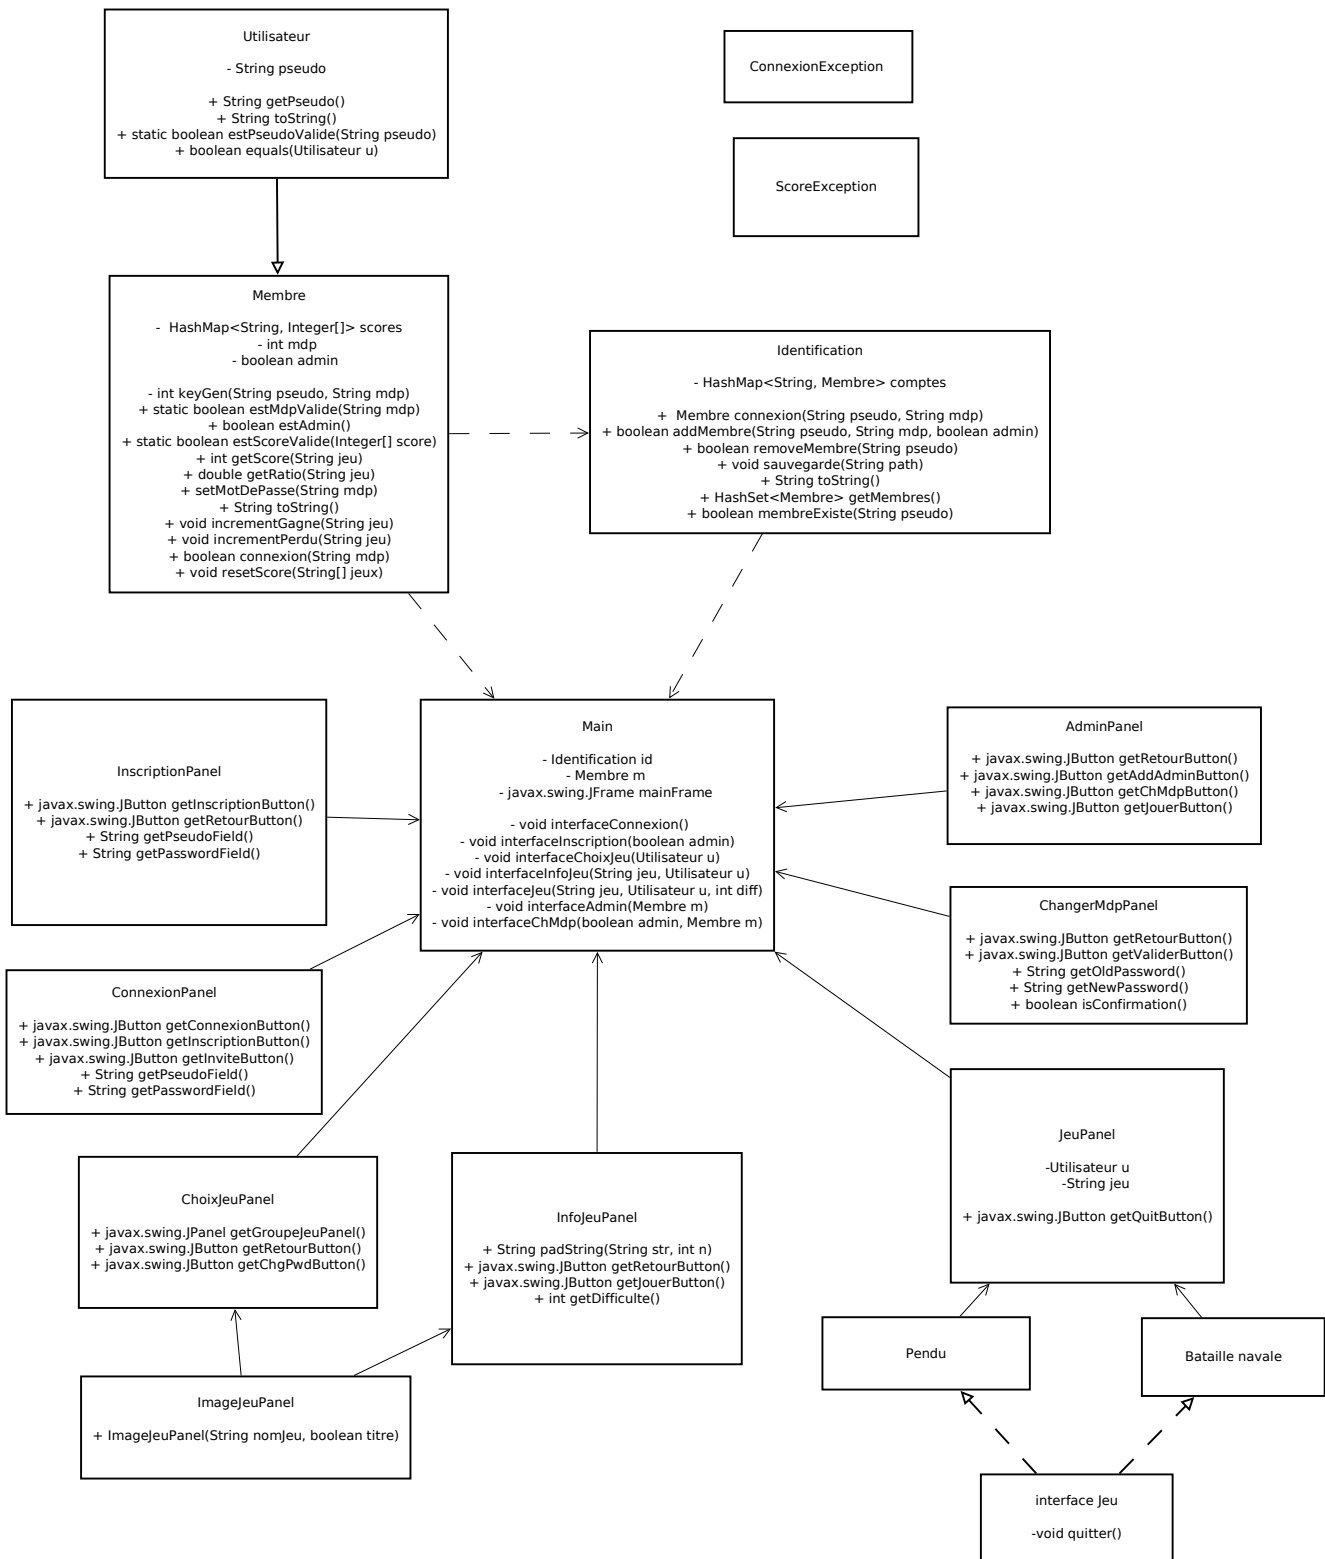 Utilisateur
- String pseudo
+ String getPseudo()
+ String toString()
+ static boolean estPseudoValide(String pseudo)
+ boolean equals(Utilisateur u)
ConnexionException
ScoreException
Membre
- HashMap<String, Integer[]> scores
- int mdp
- boolean admin
- int keyGen(String pseudo, String mdp)
+ static boolean estMdpValide(String mdp)
+ boolean estAdmin()
+ static boolean estScoreValide(Integer[] score)
+ int getScore(String jeu)
+ double getRatio(String jeu)
+ setMotDePasse(String mdp)
+ String toString()
+ void incrementGagne(String jeu)
+ void incrementPerdu(String jeu)
+ boolean connexion(String mdp)
+ void resetScore(String[] jeux)
Identification
- HashMap<String, Membre> comptes
+ Membre connexion(String pseudo, String mdp)
+ boolean addMembre(String pseudo, String mdp, boolean admin)
+ boolean removeMembre(String pseudo)
+ void sauvegarde(String path)
+ String toString()
+ HashSet<Membre> getMembres()
+ boolean membreExiste(String pseudo)
InscriptionPanel
+ javax.swing.JButton getInscriptionButton()
+ javax.swing.JButton getRetourButton()
+ String getPseudoField()
+ String getPasswordField()
Main
- Identification id
- Membre m
- javax.swing.JFrame mainFrame
- void interfaceConnexion()
- void interfaceInscription(boolean admin)
- void interfaceChoixJeu(Utilisateur u)
- void interfaceInfoJeu(String jeu, Utilisateur u)
- void interfaceJeu(String jeu, Utilisateur u, int diff)
- void interfaceAdmin(Membre m)
- void interfaceChMdp(boolean admin, Membre m)
AdminPanel
+ javax.swing.JButton getRetourButton()
+ javax.swing.JButton getAddAdminButton()
+ javax.swing.JButton getChMdpButton()
+ javax.swing.JButton getJouerButton()
ChangerMdpPanel
+ javax.swing.JButton getRetourButton()
+ javax.swing.JButton getValiderButton()
+ String getOldPassword()
+ String getNewPassword()
+ boolean isConfirmation()
ConnexionPanel
+ javax.swing.JButton getConnexionButton()
+ javax.swing.JButton getInscriptionButton()
+ javax.swing.JButton getInviteButton()
+ String getPseudoField()
+ String getPasswordField()
JeuPanel
-Utilisateur u
-String jeu
+ javax.swing.JButton getQuitButton()
ChoixJeuPanel
+ javax.swing.JPanel getGroupeJeuPanel()
+ javax.swing.JButton getRetourButton()
+ javax.swing.JButton getChgPwdButton()
InfoJeuPanel
+ String padString(String str, int n)
+ javax.swing.JButton getRetourButton()
+ javax.swing.JButton getJouerButton()
+ int getDifficulte()
Pendu
Bataille navale
ImageJeuPanel
+ ImageJeuPanel(String nomJeu, boolean titre)
interface Jeu
-void quitter()